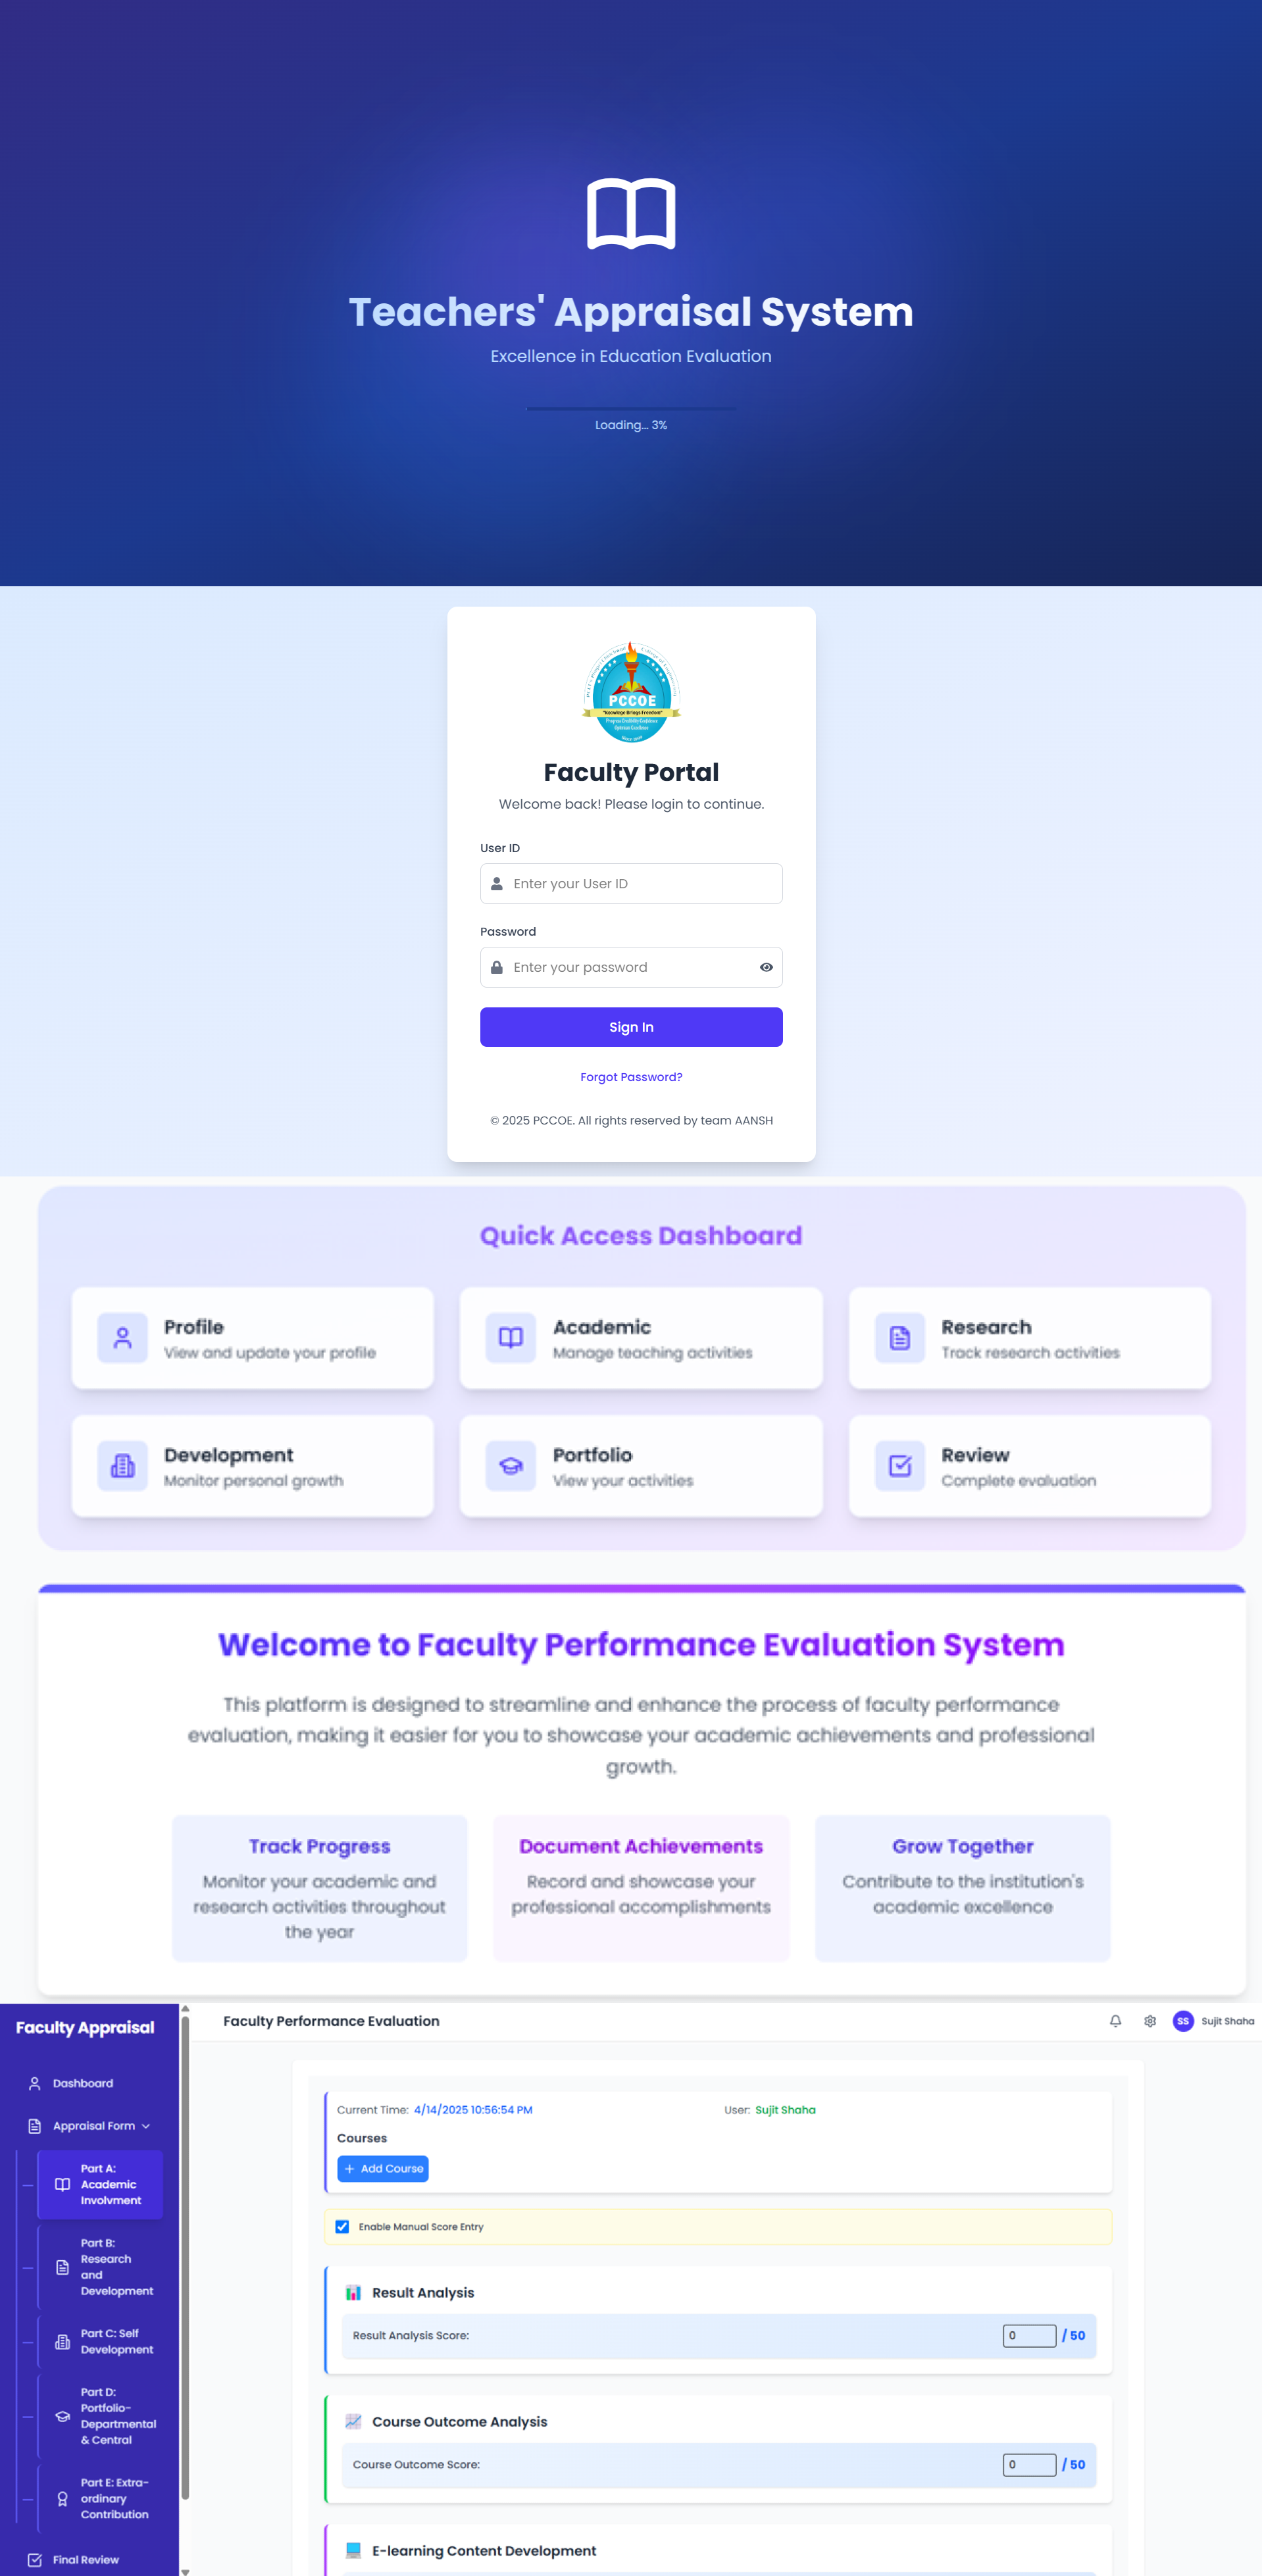 Teachers' Appraisal System
Excellence in Education Evaluation
Loading... 3%
PCCOE
"Knowledge Brings Freedom"
Faculty Portal
Welcome back! Please login to continue.
User ID
Enter your User ID
Password
Enter your password
Sign In
Forgot Password?
© 2025 PCCOE. All rights reserved by team AANSH
Quick Access Dashboard
Profile
View and update your profile
Academic
Manage teaching activities
Research
Track research activities
Development
Monitor personal growth
Portfolio
View your activities
Review
Complete evaluation
Welcome to Faculty Performance Evaluation System
This platform is designed to streamline and enhance the process of faculty performance
evaluation, making it easier for you to showcase your academic achievements and professional
growth.
Track Progress
Monitor your academic and
research activities throughout
the year
Document Achievements
Record and showcase your
professional accomplishments
Grow Together
Contribute to the institution's
academic excellence
Faculty Appraisal
Dashboard
Appraisal Form
Part A:
Academic
Involvment
Part B:
Research
and
Development
Part C: Self
Development
Part D:
Portfolio-
Departmental
& Central
Part E: Extra-
ordinary
Contribution
Final Review
Faculty Performance Evaluation
SS
Sujit Shaha
Current Time: 4/14/2025 10:56:54 PM
User: Sujit Shaha
Courses
+ Add Course
Enable Manual Score Entry
Result Analysis
Result Analysis Score:
0 / 50
Course Outcome Analysis
Course Outcome Score:
0 / 50
E-learning Content Development